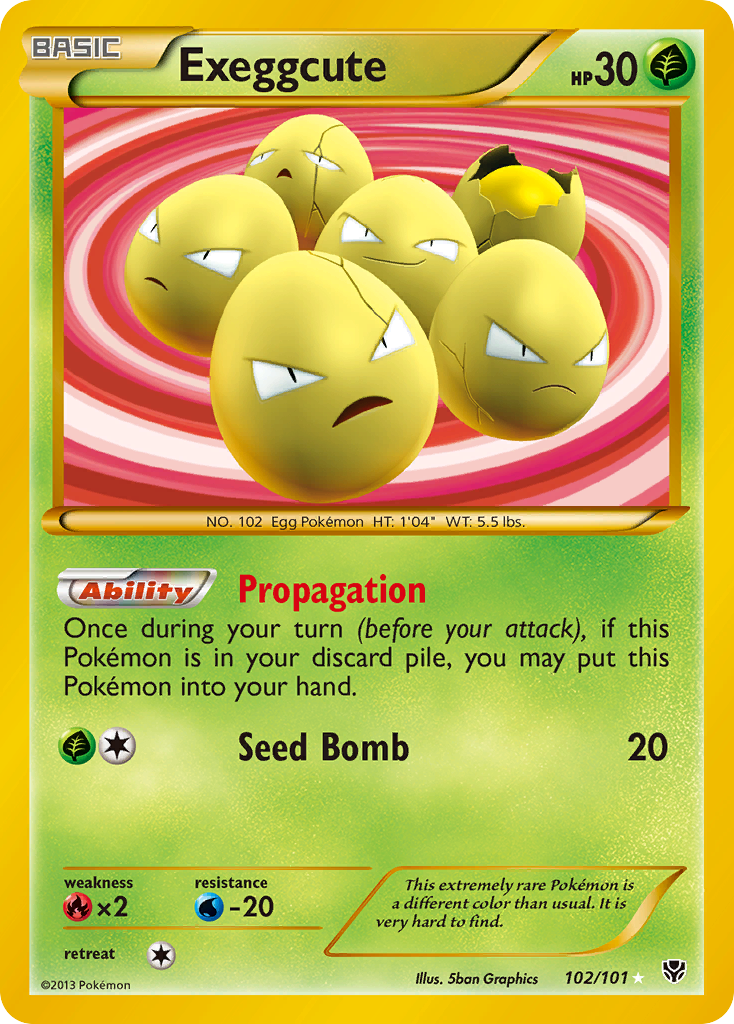 BASIC
Exeggcute
HP 30
NO. 102 Egg Pokémon HT: 1'04" WT: 5.5 lbs.
Ability Propagation
Once during your turn (before your attack), if this
Pokémon is in your discard pile, you may put this
Pokémon into your hand.
Seed Bomb 20
weakness resistance
×2 -20
This extremely rare Pokémon is
a different color than usual. It is
very hard to find.
retreat
©2013 Pokémon
Illus. 5ban Graphics 102/101